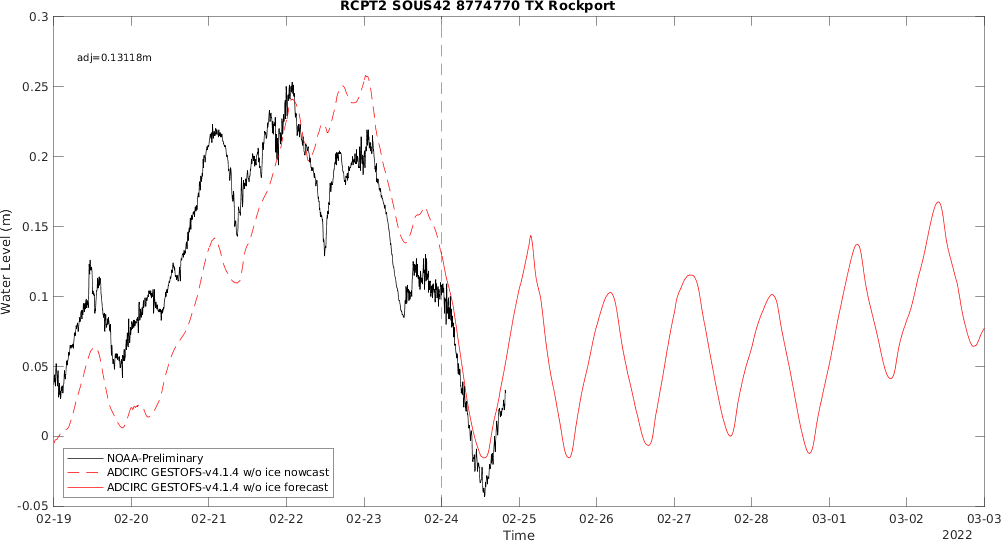 RCPT2 SOUS42 8774770 TX Rockport
adj=0.13118m
0.3
0.25
0.2
0.15
0.1
0.05
0
-0.05
Water Level (m)
NOAA-Preliminary
ADCIRC GESTOFS-v4.1.4 w/o ice nowcast
ADCIRC GESTOFS-v4.1.4 w/o ice forecast
02-19 02-20 02-21 02-22 02-23 02-24 02-25 02-26 02-27 02-28 03-01 03-02 03-03
Time
2022